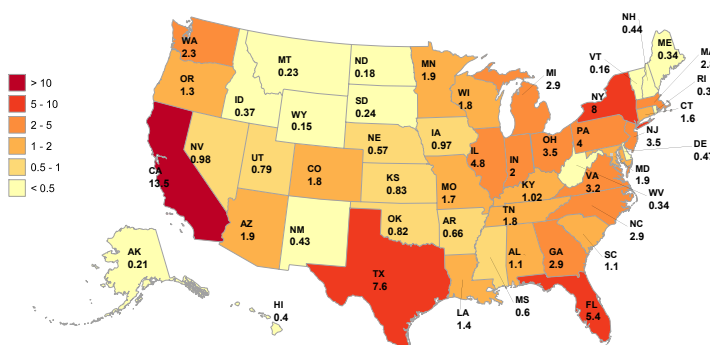 NH
0.44
ME
0.34
WA
2.3
MT
0.23
ND
0.18
MN
1.9
VT
0.16
OR
1.3
ID
0.37
SD
0.24
WI
1.8
MI
2.9
NY
8
RI
CT
1.6
WY
0.15
> 10
5 - 10
2 - 5
1 - 2
0.5 - 1
< 0.5
NE
0.57
IA
0.97
IL
4.8
IN
2
OH
3.5
PA
4
NJ
3.5
DE
NV
0.98
UT
0.79
CO
1.8
KS
0.83
MO
1.7
KY
1.02
VA
3.2
MD
1.9
WV
0.34
CA
13.5
AZ
1.9
NM
0.43
OK
0.82
AR
0.66
TN
1.8
NC
2.9
AK
0.21
TX
7.6
AL
1.1
GA
2.9
SC
1.1
HI
0.4
LA
1.4
MS
0.6
FL
5.4